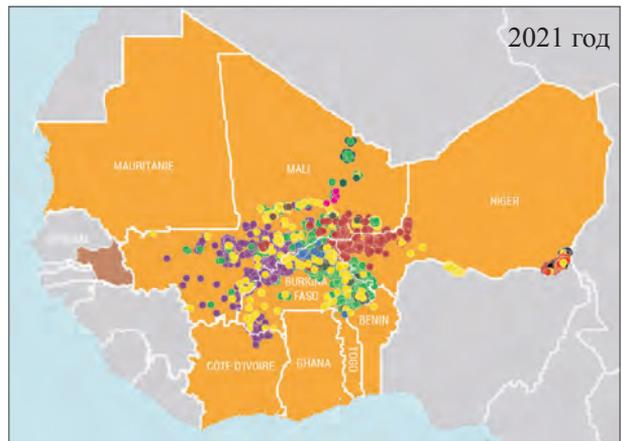 2021 год
MAURITANIE
MALI
NIGER
BURKINA
FASO
BENIN
CÔTE D'IVOIRE
GHANA
TOGO